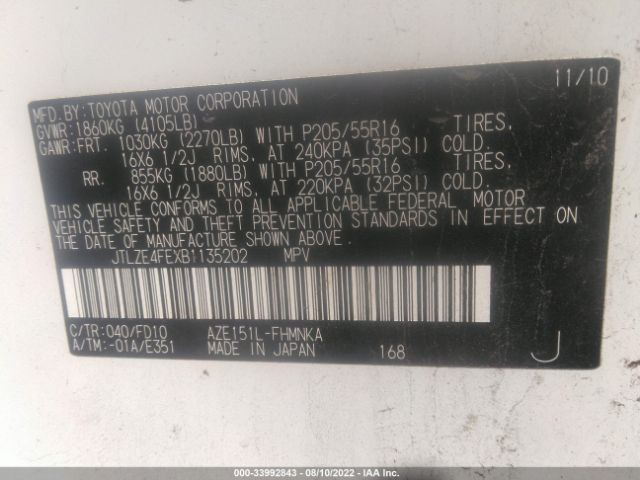 11/10
MFD.BY:TOYOTA MOTOR CORPORATION
GVWR:1860KG (4105LB)
GAWR:FRT. 1030KG (2270LB) WITH P205/55R16 TIRES,
16X6 1/2J RIMS, AT 240KPA (35PSI) COLD.
RR. 855KG (1880LB) WITH P205/55R16 TIRES,
16X6 1/2J RIMS, AT 220KPA (32PSI) COLD.
THIS VEHICLE CONFORMS TO ALL APPLICABLE FEDERAL MOTOR
VEHICLE SAFETY AND THEFT PREVENTION STANDARDS IN EFFECT ON
THE DATE OF MANUFACTURE SHOWN ABOVE.
JTLZE4FEXB1135202 MPV
C/TR:040/FD10 AZE151L-FHMNKA
A/TM:-01A/E351 MADE IN JAPAN 168 J
000-33992843 - 08/10/2022 - IAA Inc.